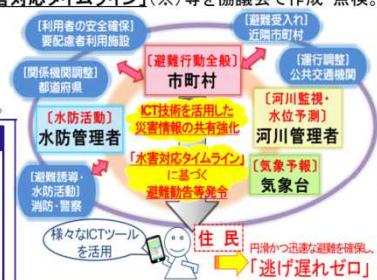 害対応タイムライン」(※)等を協議会で作成・点検。
[利用者の安全確保]
要配慮者利用施設
[避難受入れ]
近隣市町村
[避難行動全般]
市町村
[関係機関調整]
都道府県
[運行調整]
公共交通機関
ICT技術を活用した
災害情報の共有強化
[水防活動]
水防管理者
[河川監視・
水位予測]
河川管理者
「水害対応タイムライン」
に基づく
避難勧告等発令
[気象予報]
気象台
[避難誘導・
水防活動]
消防・警察
様々なICTツール
を活用
住 民
円滑かつ迅速な避難を確保し、
「逃げ遅れゼロ」